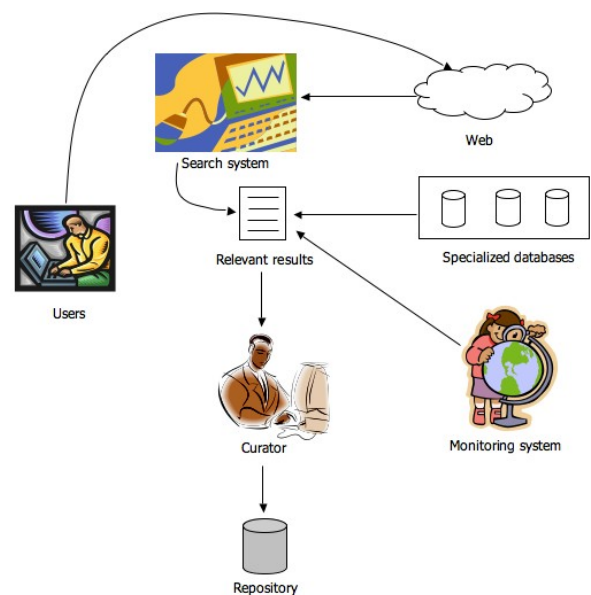 Web
Search system
Relevant results
Specialized databases
Users
Curator
Monitoring system
Repository